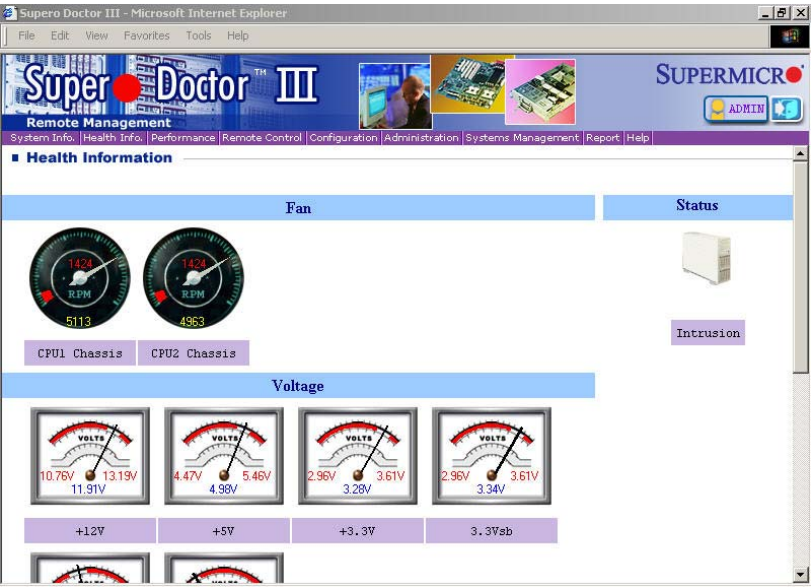 Supero Doctor III - Microsoft Internet Explorer
File Edit View Favorites Tools Help
Super Doctor™ III
SUPERMICRO
Remote Management
ADMIN
System Info. Health Info. Performance Remote Control Configuration Administration Systems Management Report Help
Health Information
Fan
Status
1424 1424
RPM RPM
5113 4963
Intrusion
CPU1 Chassis CPU2 Chassis
Voltage
VOLTS VOLTS VOLTS VOLTS
10.76V 13.19V 4.47V 5.46V 2.96V 3.61V 2.96V 3.61V
11.91V 4.98V 3.28V 3.34V
+12V +5V +3.3V 3.3Vsb